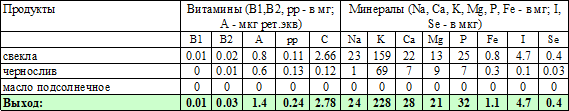 Продукты Витамины (B1,B2, pp - в мг; Минералы (Na, Ca, K, Mg, P, Fe - в мг; I,
А - мкг рет.экв) Se - в мкг)
B1 B2 A pp C Na K Ca Mg P Fe I Se
свекла 0.01 0.02 0.8 0.11 2.66 23 159 22 13 25 0.8 4.7 0.4
чернослив 0 0.01 0.6 0.13 0.12 1 69 7 9 7 0.3 0.1 0.03
масло подсолнечное 0 0 0 0 0 0 0 0 0 0 0 0 0
Выход: 0.01 0.03 1.4 0.24 2.78 24 228 28 21 32 1.1 4.7 0.4